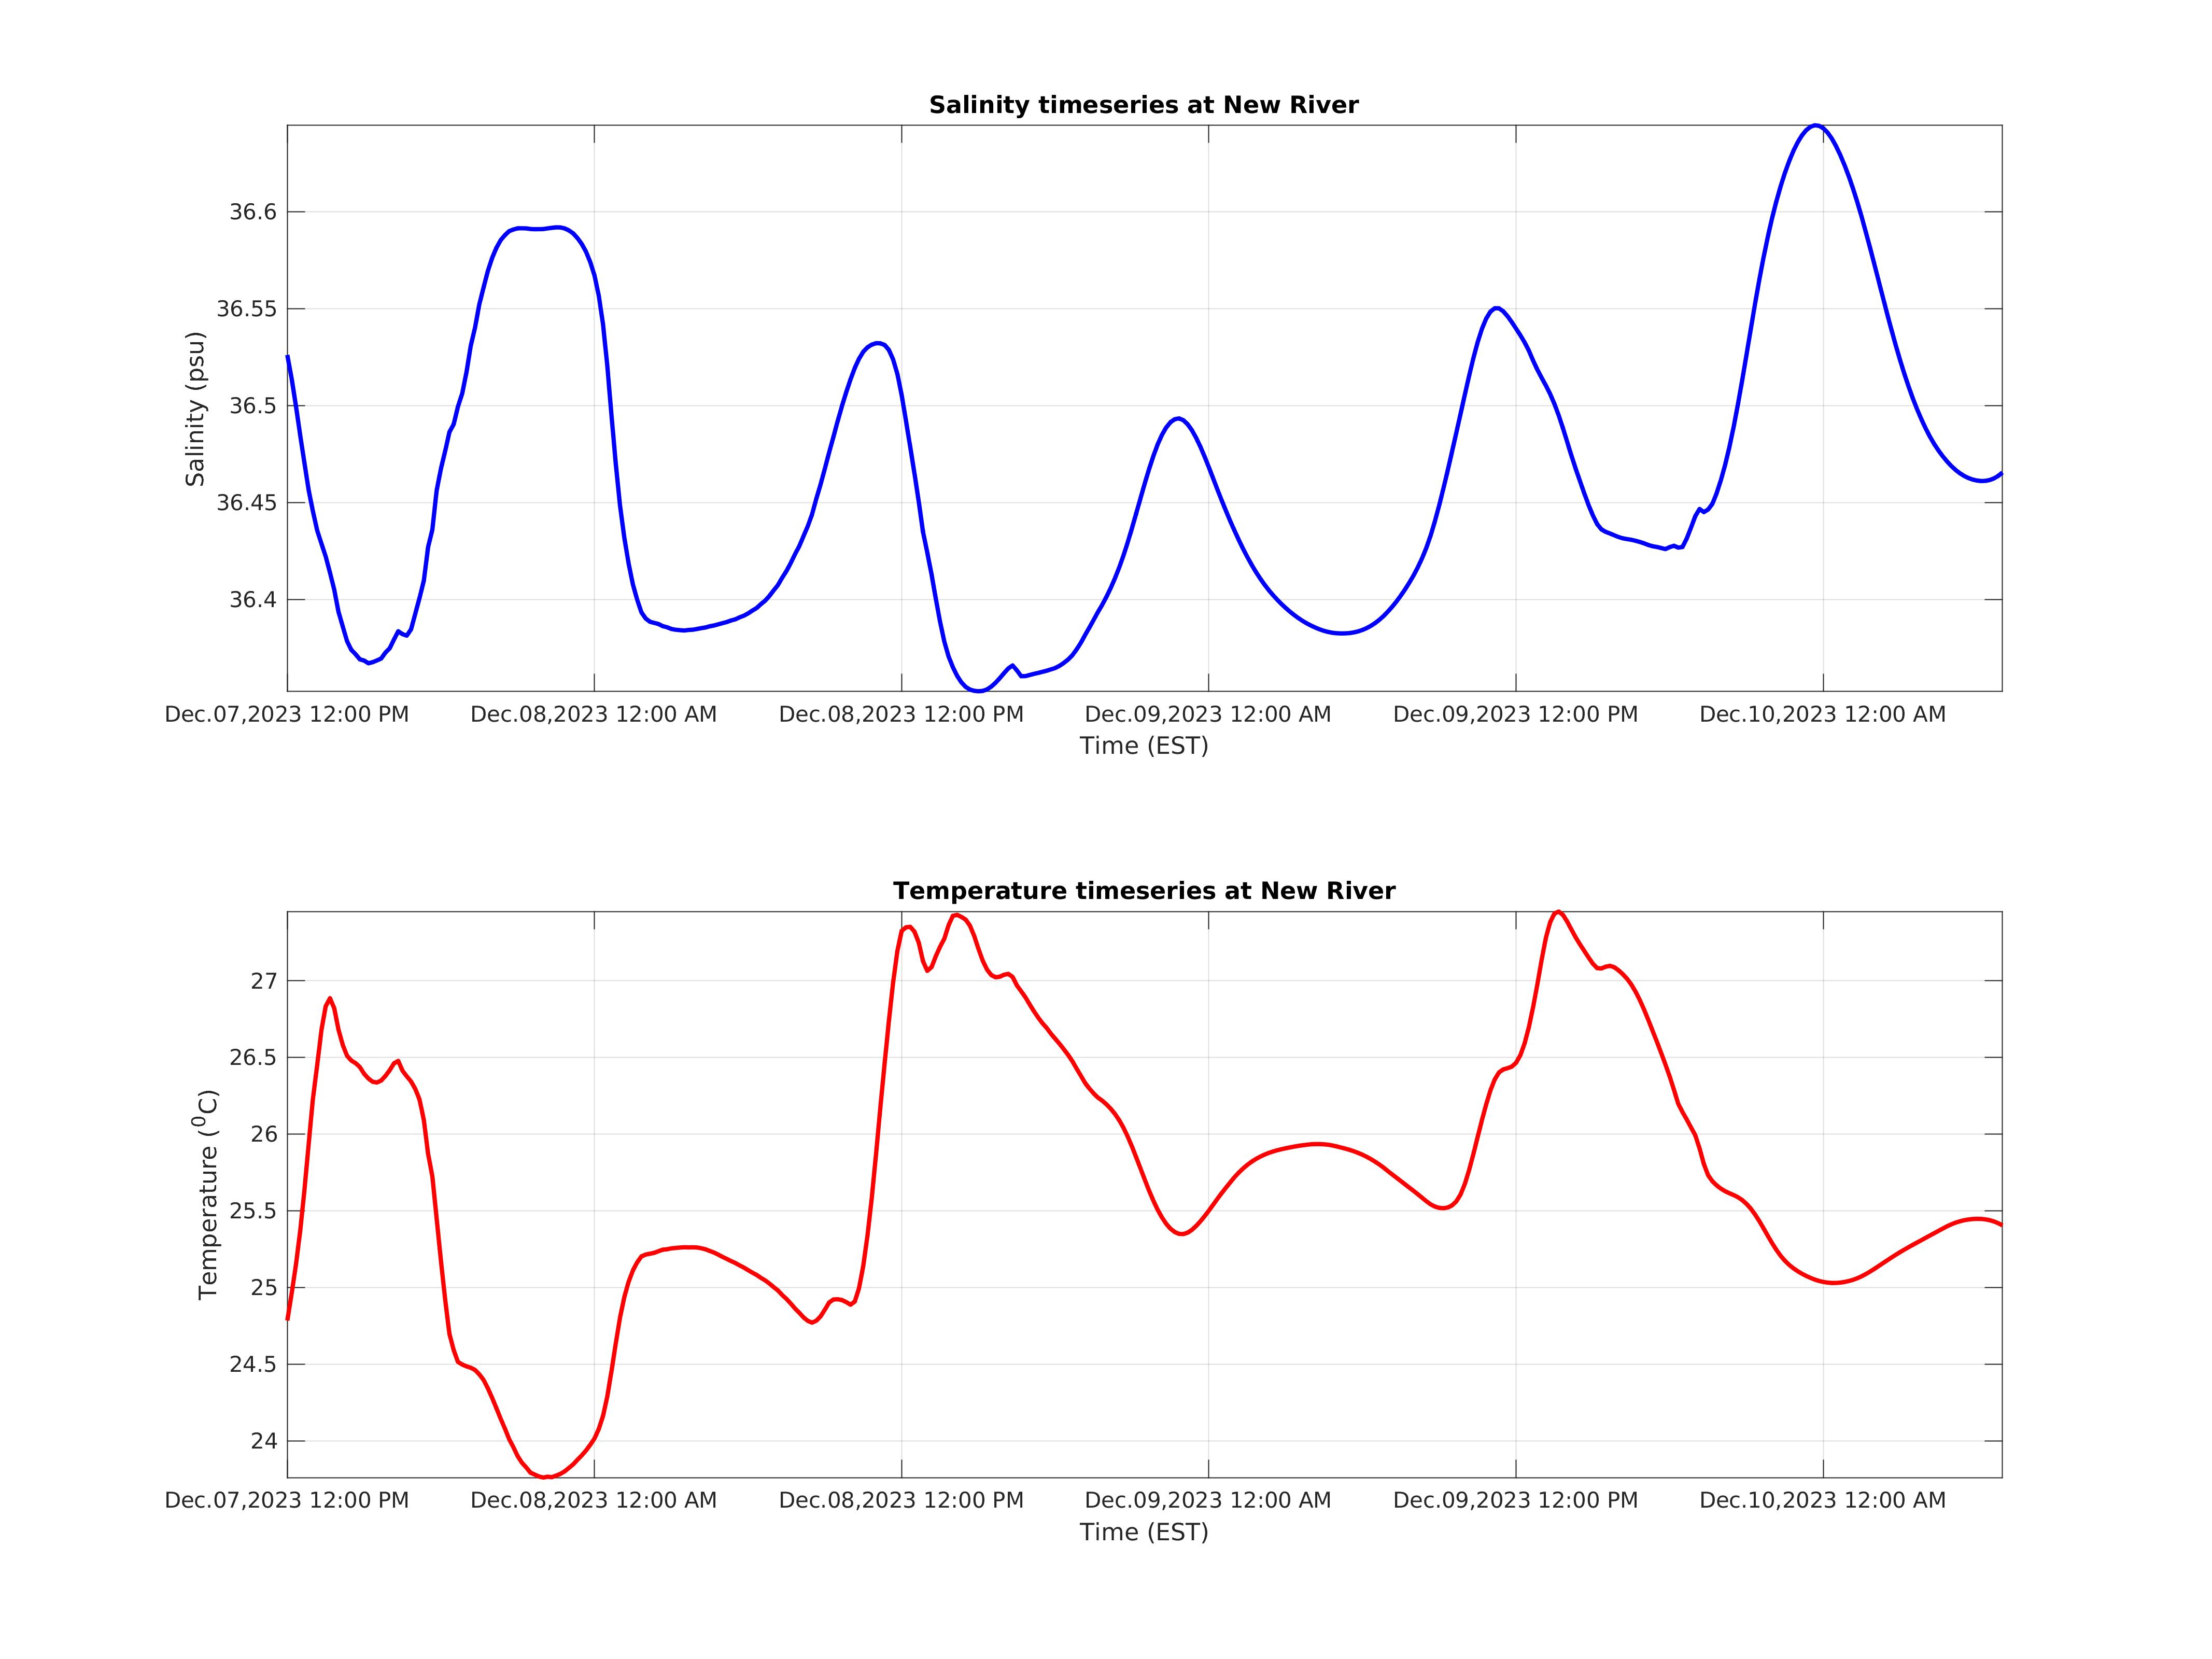 Salinity timeseries at New River
Salinity (psu)
36.6
36.55
36.5
36.45
36.4
Dec.07,2023 12:00 PM Dec.08,2023 12:00 AM Dec.08,2023 12:00 PM Dec.09,2023 12:00 AM Dec.09,2023 12:00 PM Dec.10,2023 12:00 AM
Time (EST)
Temperature timeseries at New River
Temperature (⁰C)
27
26.5
26
25.5
25
24.5
24
Dec.07,2023 12:00 PM Dec.08,2023 12:00 AM Dec.08,2023 12:00 PM Dec.09,2023 12:00 AM Dec.09,2023 12:00 PM Dec.10,2023 12:00 AM
Time (EST)